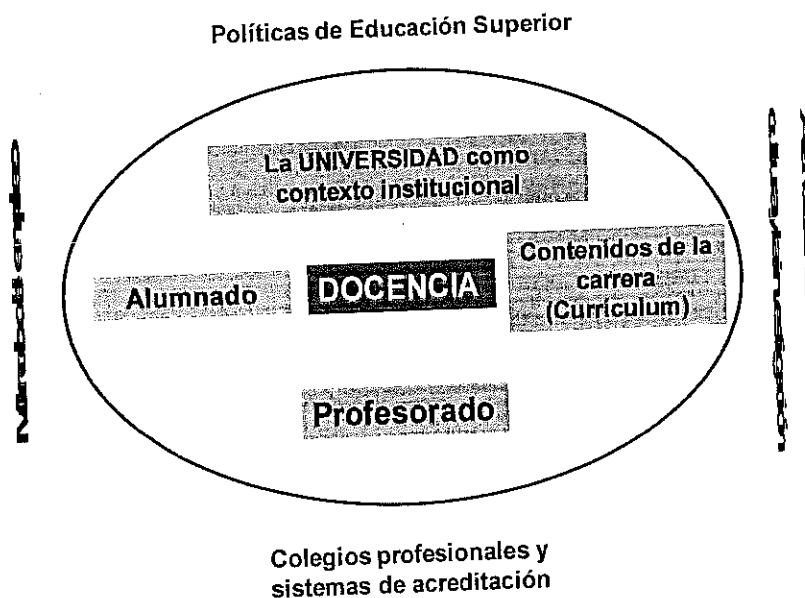 Políticas de Educación Superior
La UNIVERSIDAD como
contexto institucional
Alumnado
DOCENCIA
Contenidos de la
carrera
(Currículum)
Profesorado
Colegios profesionales y
sistemas de acreditación